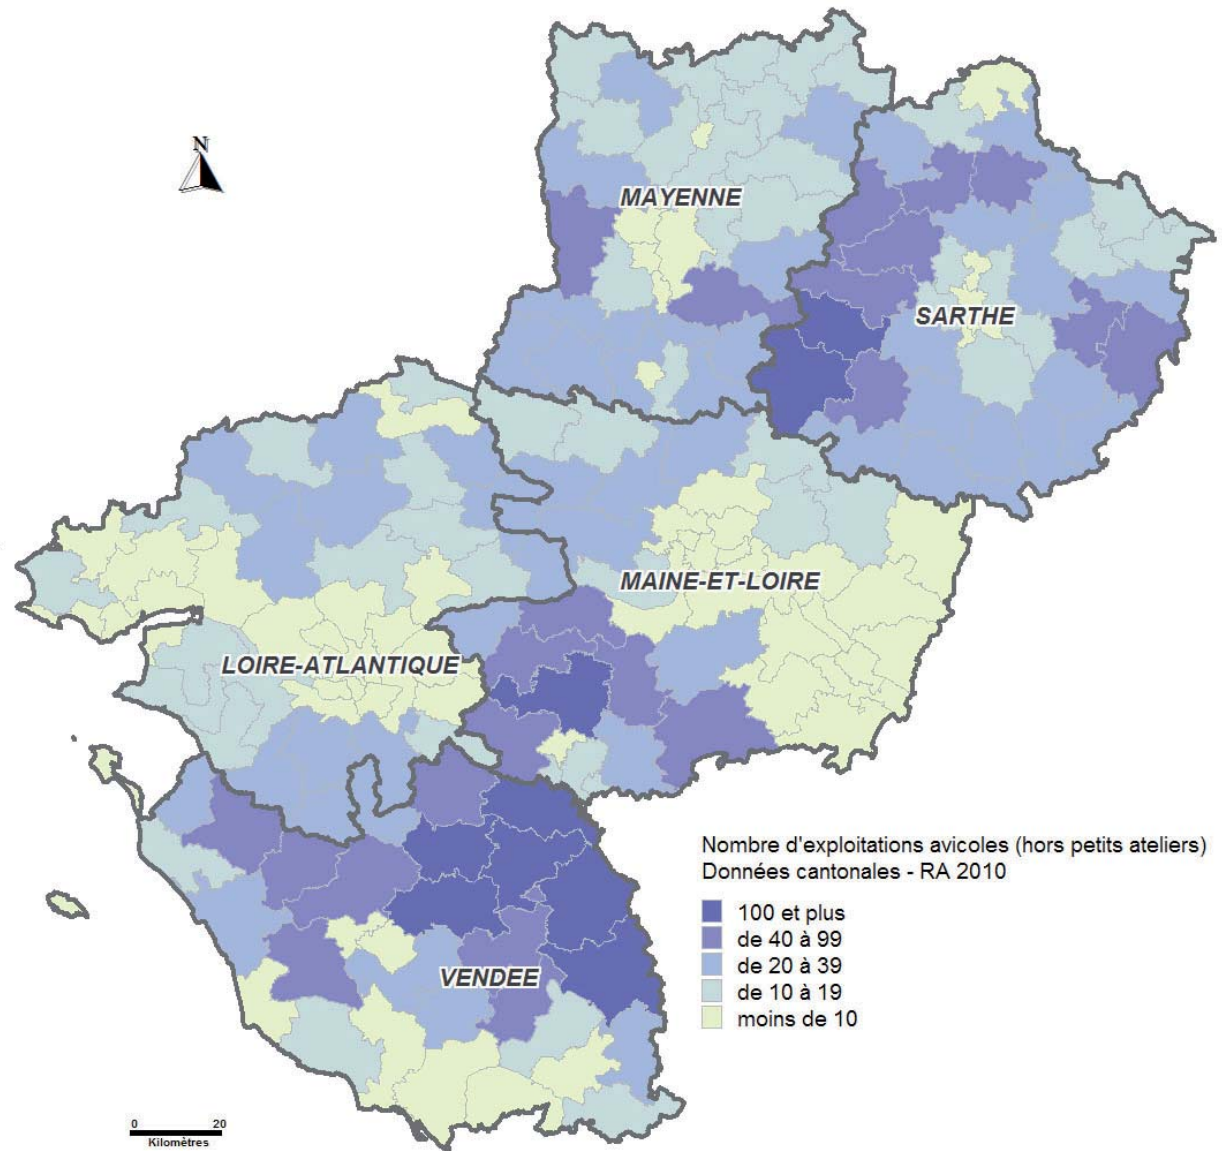 N
MAYENNE
SARTHE
MAINE-ET-LOIRE
LOIRE-ATLANTIQUE
VENDEE
Nombre d'exploitations avicoles (hors petits ateliers)
Données cantonales - RA 2010
100 et plus
de 40 à 99
de 20 à 39
de 10 à 19
moins de 10
0 20
Kilomètres